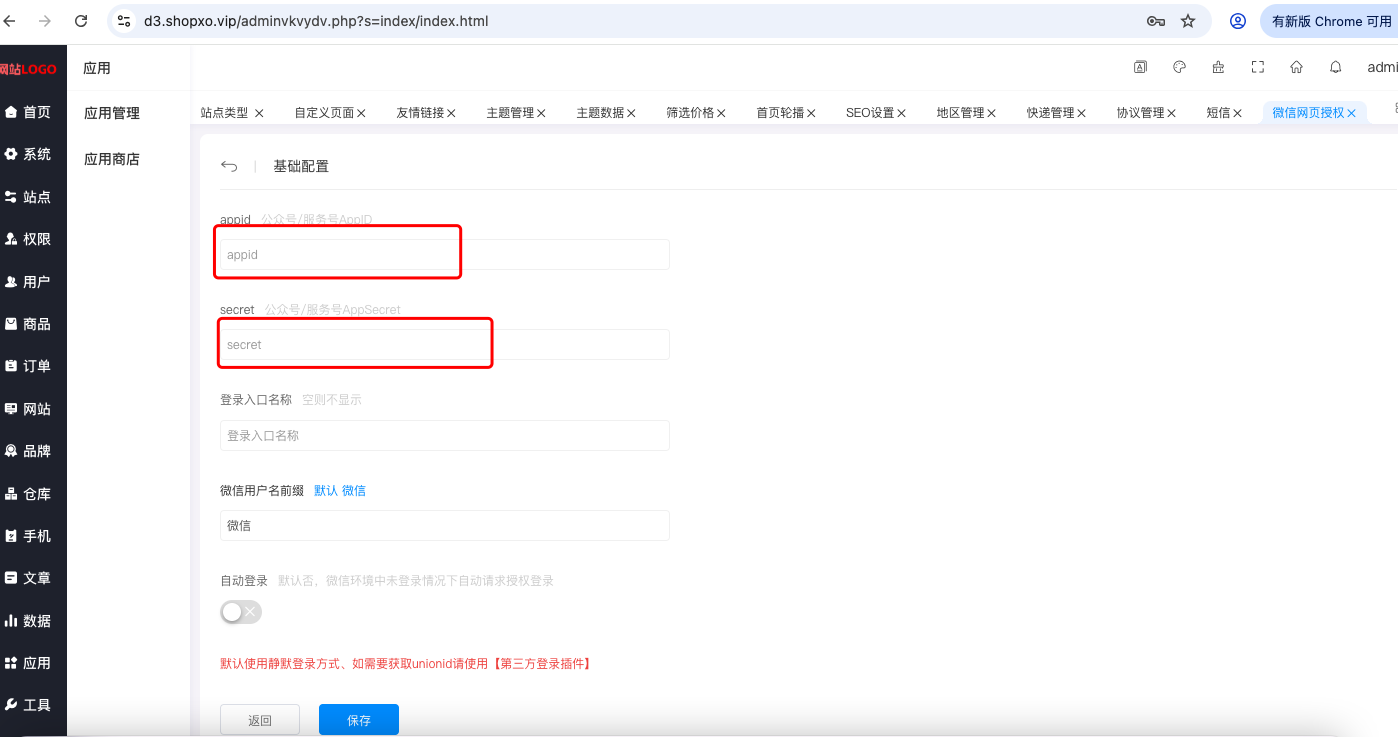 d3.shopxo.vip/adminvkvydv.php?s=index/index.html
有新版 Chrome 可用
网站LOGO
应用
admi
首页
系统
站点
权限
用户
商品
订单
网站
品牌
仓库
手机
文章
数据
应用
工具
应用管理
应用商店
站点类型 自定义页面 友情链接 主题管理 主题数据 筛选价格 首页轮播 SEO设置 地区管理 快递管理 协议管理 短信 微信网页授权
基础配置
appid 公众号/服务号AppID
appid
secret 公众号/服务号AppSecret
secret
登录入口名称 空则不显示
登录入口名称
微信用户名前缀 默认 微信
微信
自动登录 默认否，微信环境中未登录情况下自动请求授权登录
默认使用静默登录方式、如需要获取unionid请使用【第三方登录插件】
返回 保存